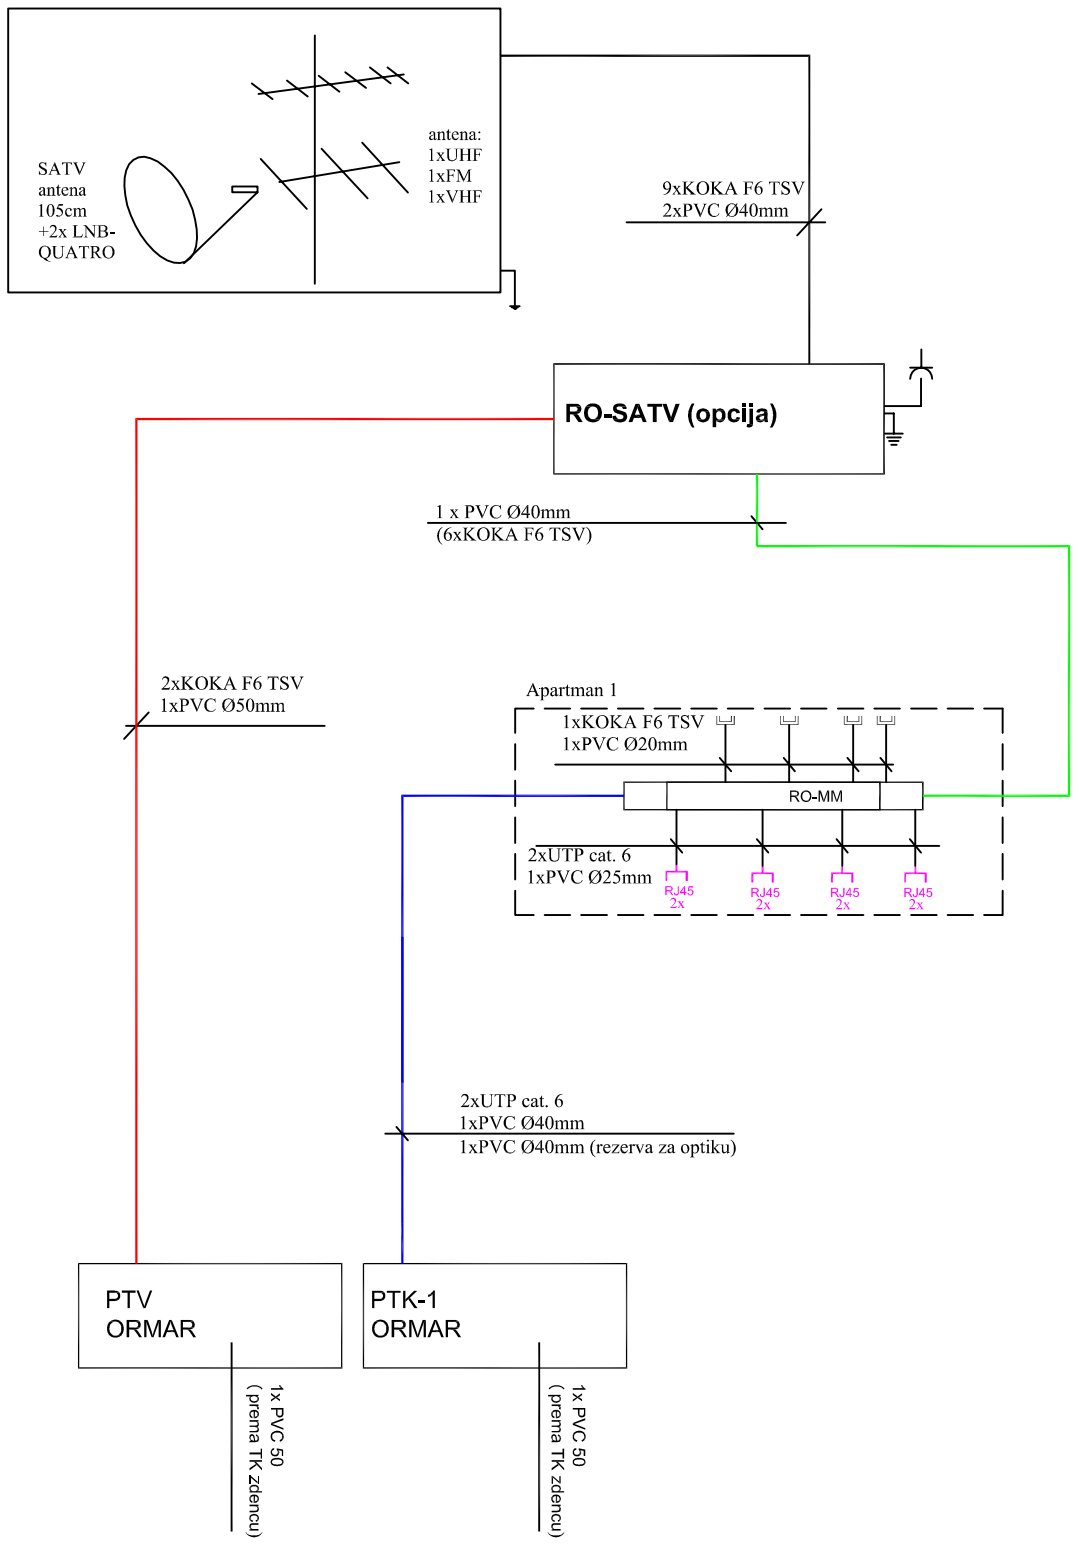 SATV
antena
105cm
+2x LNB-
QUATRO
antena:
1xUHF
1xFM
1xVHF
9xKOKA F6 TSV
2xPVC Ø40mm
RO-SATV (opcija)
1 x PVC Ø40mm
(6xKOKA F6 TSV)
2xKOKA F6 TSV
1xPVC Ø50mm
Apartman 1
1xKOKA F6 TSV
1xPVC Ø20mm
RO-MM
2xUTP cat. 6
1xPVC Ø25mm
RJ45
2x
RJ45
2x
RJ45
2x
RJ45
2x
2xUTP cat. 6
1xPVC Ø40mm
1xPVC Ø40mm (rezerva za optiku)
PTV
ORMAR
PTK-1
ORMAR
1x PVC 50
( prema TK zdencu)
1x PVC 50
( prema TK zdencu)